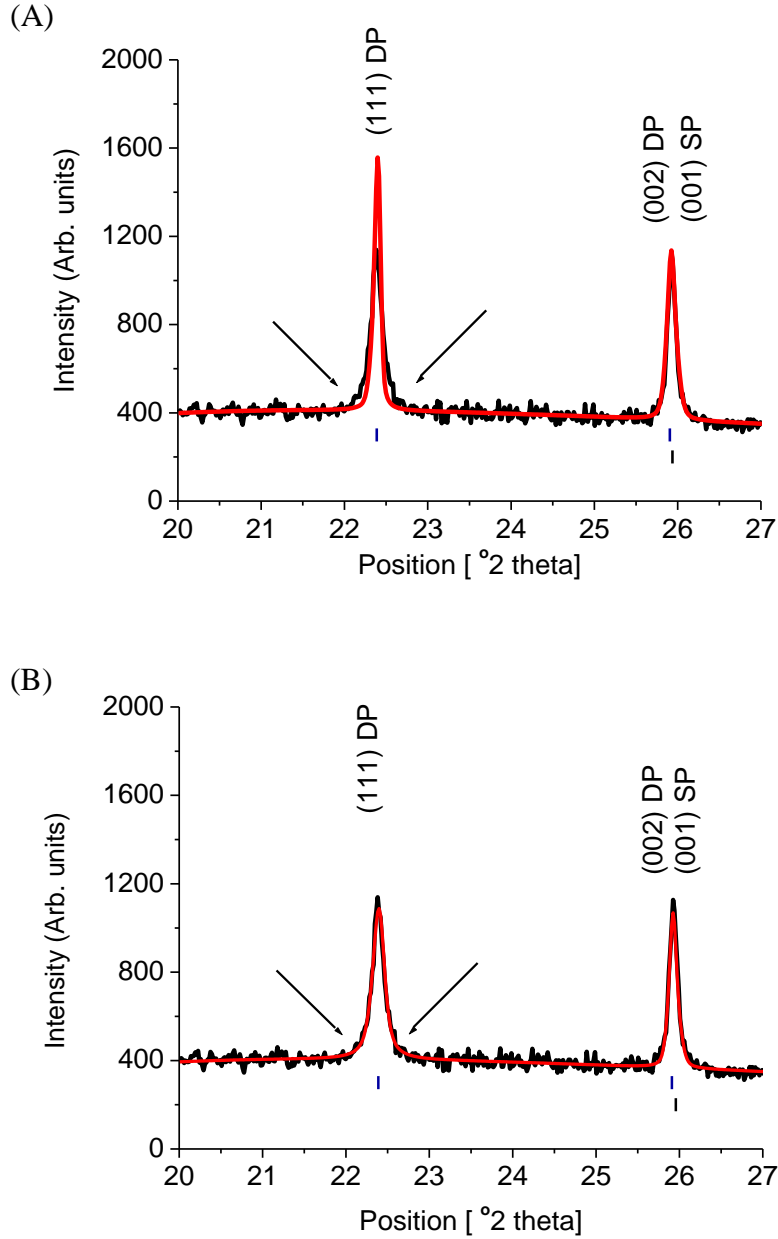 (A)
(111) DP
(002) DP
(001) SP
Intensity (Arb. units)
2000
1600
1200
800
400
0
20 21 22 23 24 25 26 27
Position [ °2 theta]
(B)
(111) DP
(002) DP
(001) SP
Intensity (Arb. units)
2000
1600
1200
800
400
0
20 21 22 23 24 25 26 27
Position [ °2 theta]